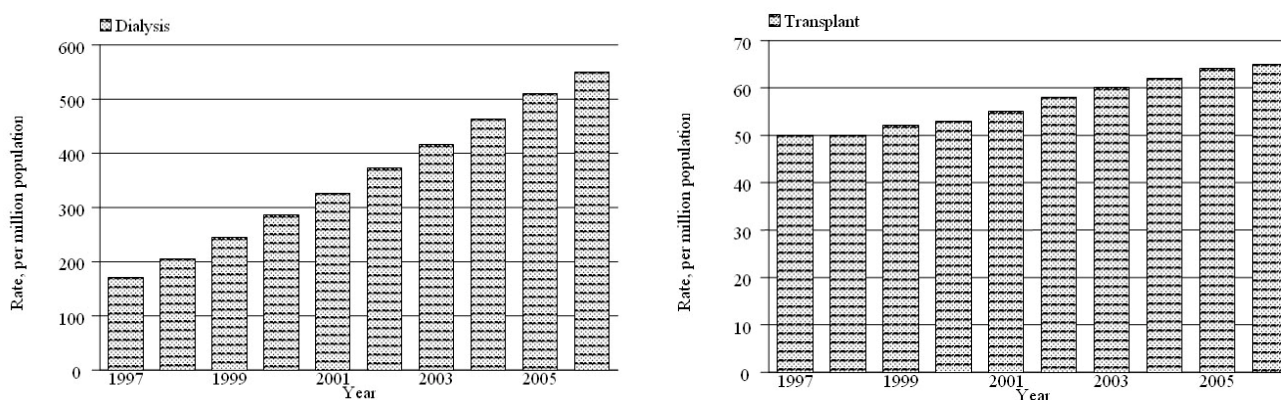 Dialysis
Rate, per million population
600
500
400
300
200
100
0
1997 1999 2001 2003 2005
Year
Transplant
Rate, per million population
70
60
50
40
30
20
10
0
1997 1999 2001 2003 2005
Year